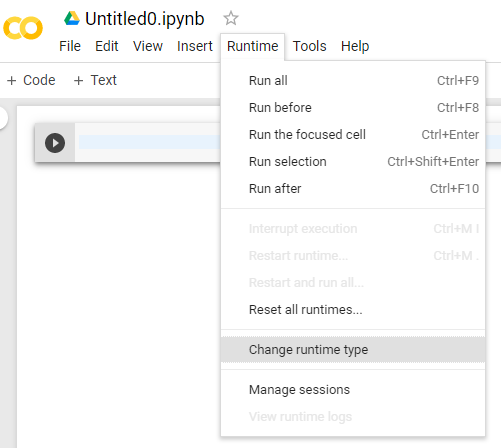 Untitled0.ipynb
File Edit View Insert Runtime Tools Help
+ Code + Text
Run all Ctrl+F9
Run before Ctrl+F8
Run the focused cell Ctrl+Enter
Run selection Ctrl+Shift+Enter
Run after Ctrl+F10
Interrupt execution Ctrl+M I
Restart runtime... Ctrl+M .
Restart and run all...
Reset all runtimes...
Change runtime type
Manage sessions
View runtime logs